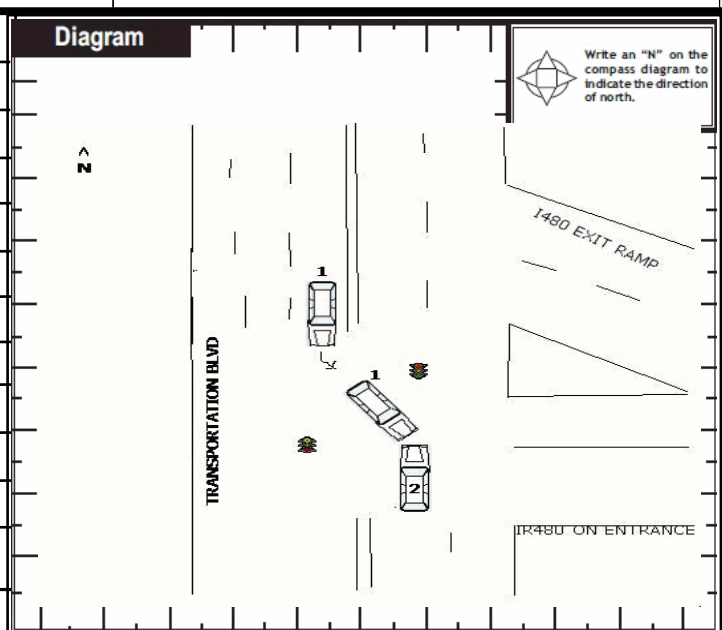 Diagram
Write an "N" on the
compass diagram to
indicate the direction
of north.
N
I480 EXIT RAMP
1
TRANSPORTATION BLVD
1
2
IR480 ON ENTRANCE